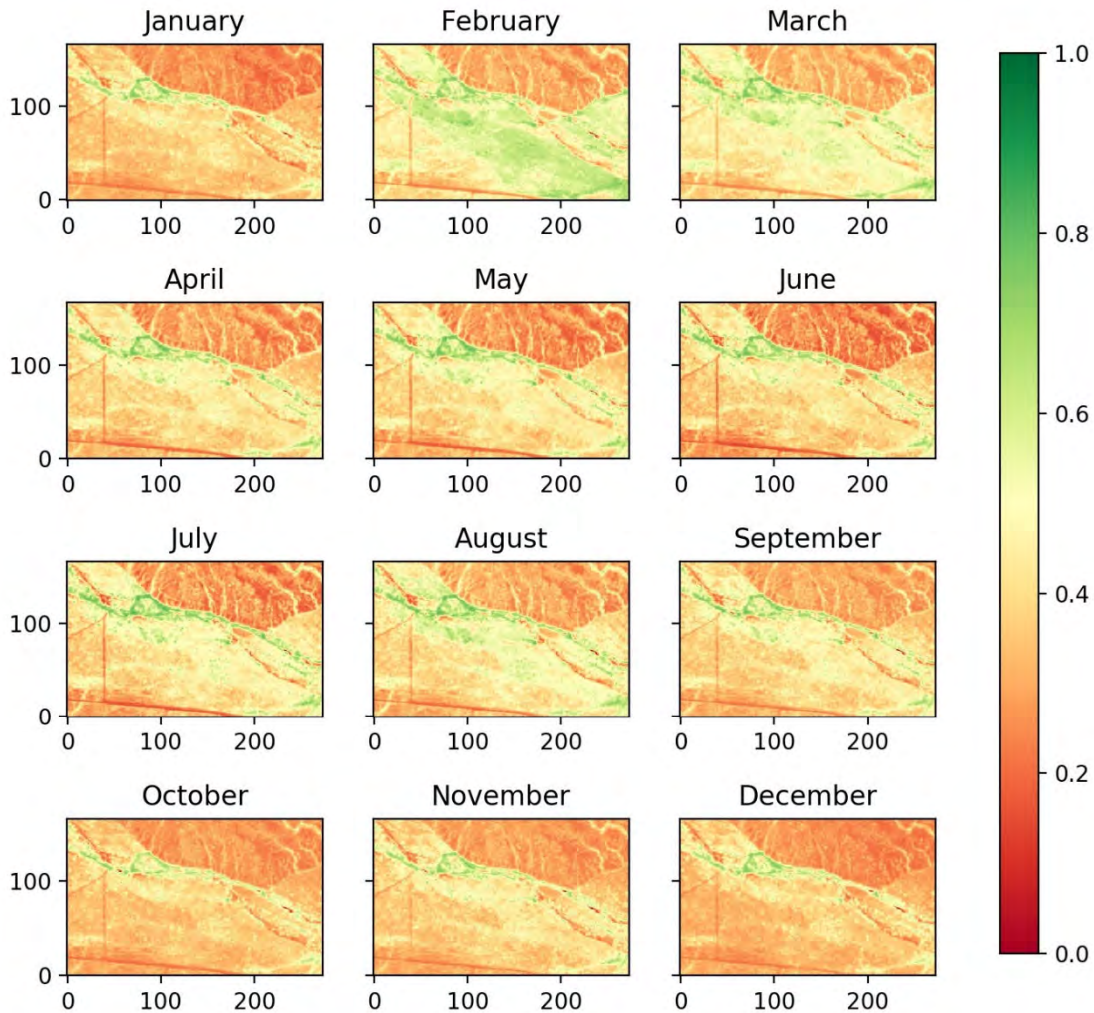 January February March
100
0
0 100 200 0 100 200 0 100 200
April May June
100
0
0 100 200 0 100 200 0 100 200
July August September
100
0
0 100 200 0 100 200 0 100 200
October November December
100
0
0 100 200 0 100 200 0 100 200
1.0
0.8
0.6
0.4
0.2
0.0